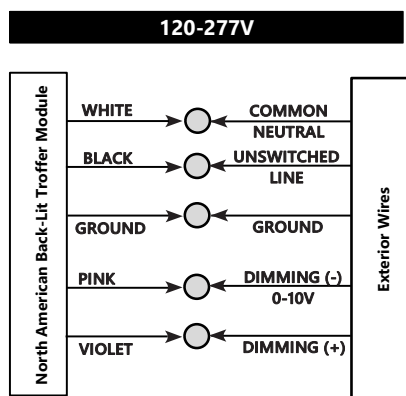 120-277V
North American Back-Lit Troffer Module
WHITE
COMMON
NEUTRAL
BLACK
UNSWITCHED
LINE
GROUND
GROUND
PINK
DIMMING (-)
0-10V
VIOLET
DIMMING (+)
Exterior Wires